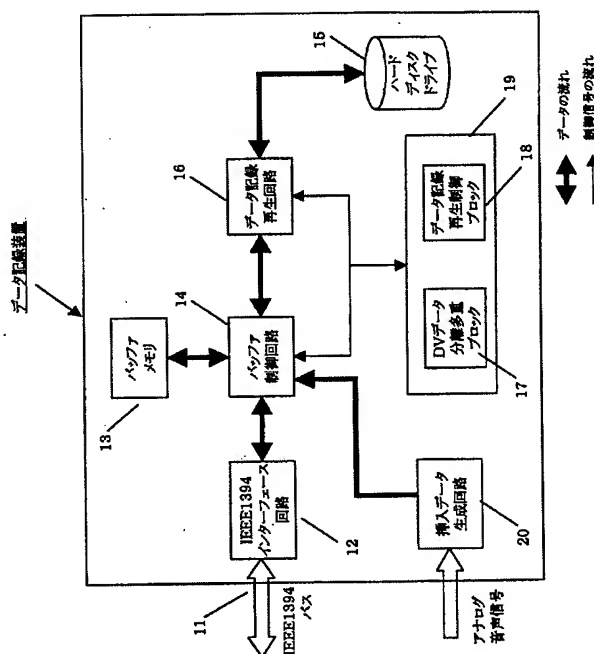 データ記録装置
バッファ
メモリ
13
14
バッファ
制御回路
16
データ記録
再生回路
15
ハード
ディスク
ドライブ
11
IEEE1394
バス
IEEE1394
インターフェース
回路
12
アナログ
音声信号
挿入データ
生成回路
20
17
DVデータ
分離多重
ブロック
データ記録
再生制御
ブロック
18
19
データの流れ
制御信号の流れ